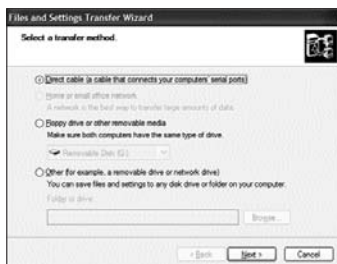 Files and Settings Transfer Wizard
Select a transfer method.
Direct cable (a cable that connects your computers' serial ports)
Home or small office network
A network is the best way to transfer large amounts of data.
Floppy drive or other removable media
Make sure both computers have the same type of drive.
Removable Disk (G:)
Other (for example, a removable drive or network drive)
You can save files and settings to any disk drive or folder on your computer.
Folder or drive:
Browse...
< Back
Next >
Cancel